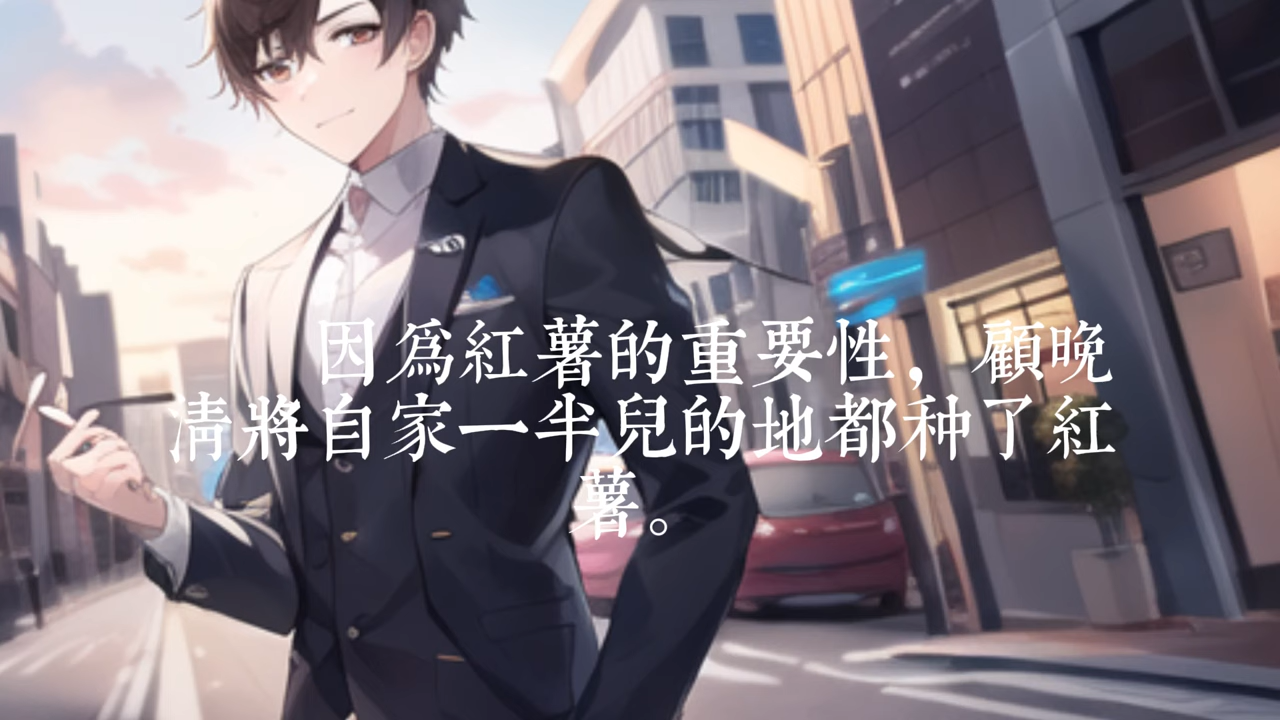 因爲紅薯的重要性，顧晚
淸將自家一半兒的地都种了紅
薯。